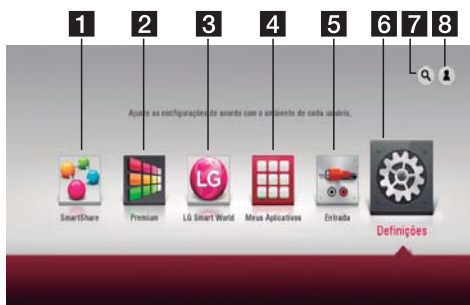 1 2 3 4 5 6 7 8
Ajuste as configurações de acordo com o ambiente de cada usuário.
LG
SmartShare Premium LG Smart World Meus Aplicativos Entrada
Definições